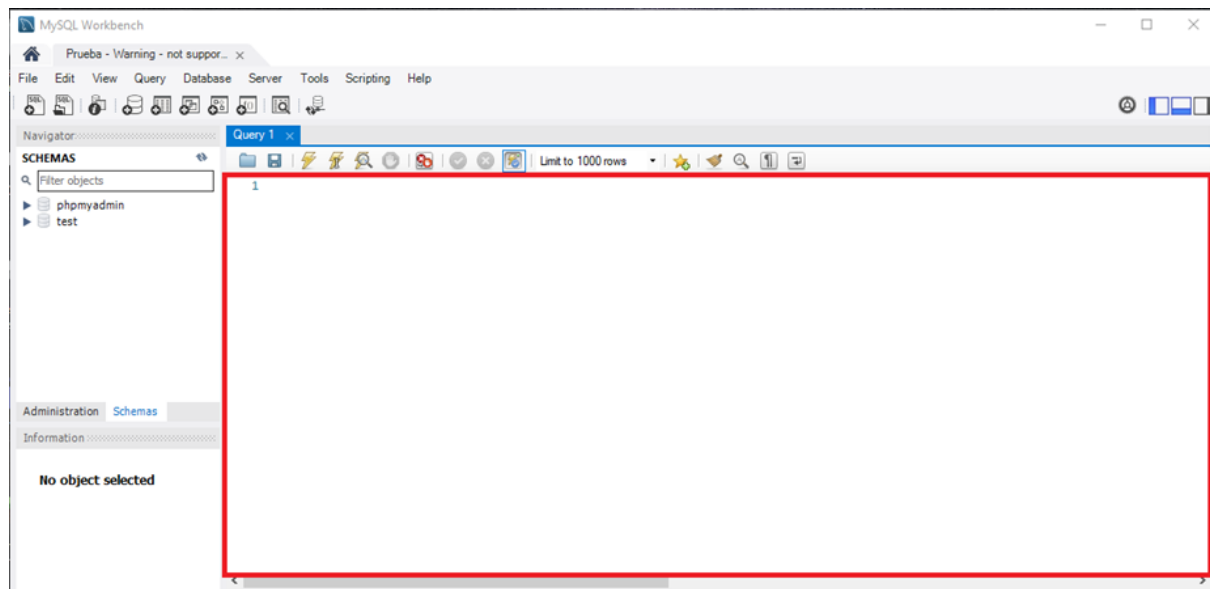 MySQL Workbench
Prueba - Warning - not suppor...
File Edit View Query Database Server Tools Scripting Help
Navigator
Query 1
SCHEMAS
Limit to 1000 rows
Filter objects
1
phpmyadmin
test
Administration Schemas
Information
No object selected